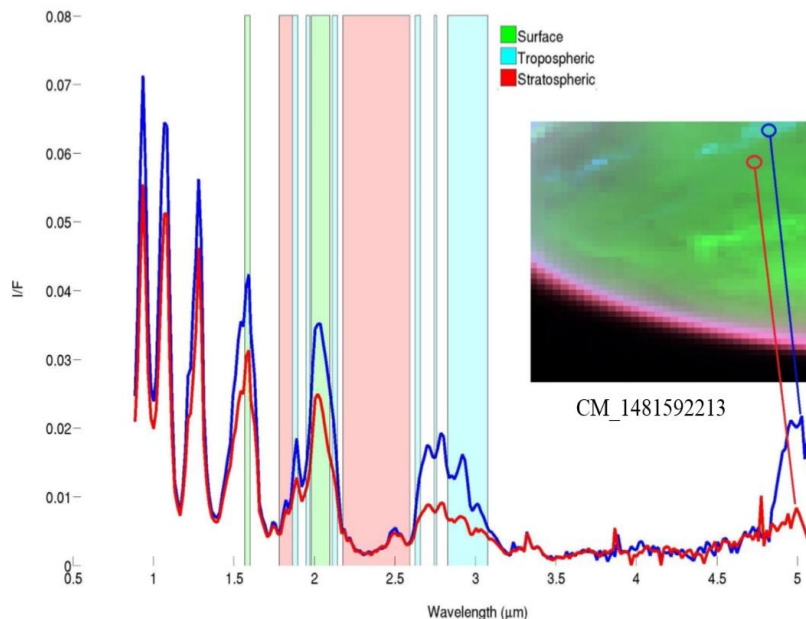 0.08
0.07
0.06
0.05
0.04
0.03
0.02
0.01
0
I/F
Surface
Tropospheric
Stratospheric
CM_1481592213
0.5 1 1.5 2 2.5 3 3.5 4 4.5 5
Wavelength (μm)